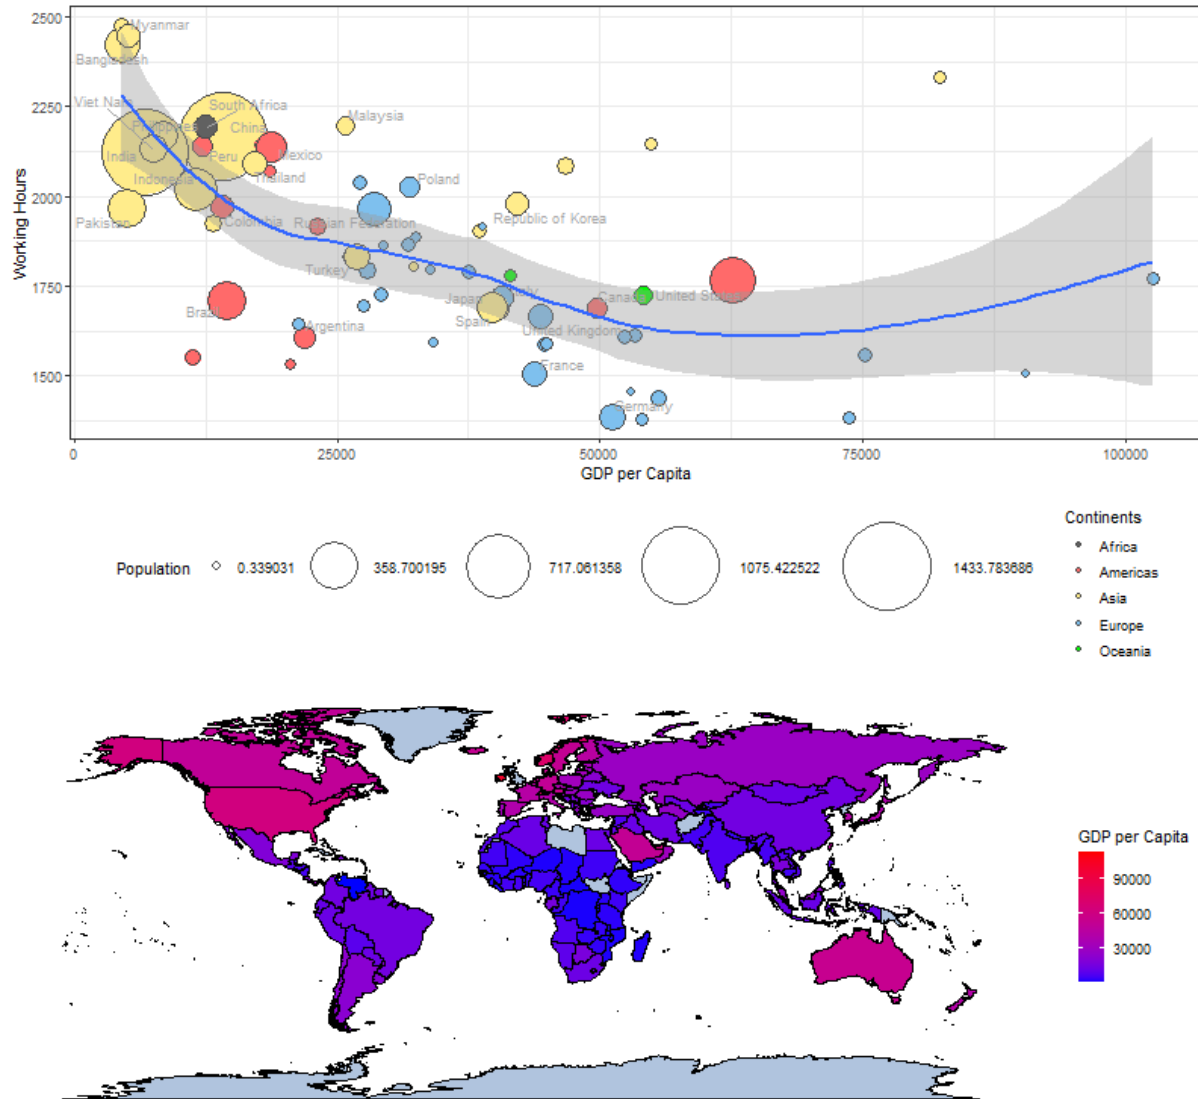 2500
Myanmar
Bangladesh
2250
Viet Nam
South Africa
Philippines
China
Malaysia
India
Peru
Mexico
Indonesia
Thailand
Poland
2000
Pakistan
Colombia
Russian Federation
Republic of Korea
Working Hours
Turkey
1750
Brazil
Japan
Italy
Canada
United States
Spain
United Kingdom
Argentina
France
1500
Germany
0
25000
50000
75000
100000
GDP per Capita
Continents
Population
0.339031
358.700195
717.061358
1075.422522
1433.783686
Africa
Americas
Asia
Europe
Oceania
GDP per Capita
90000
60000
30000